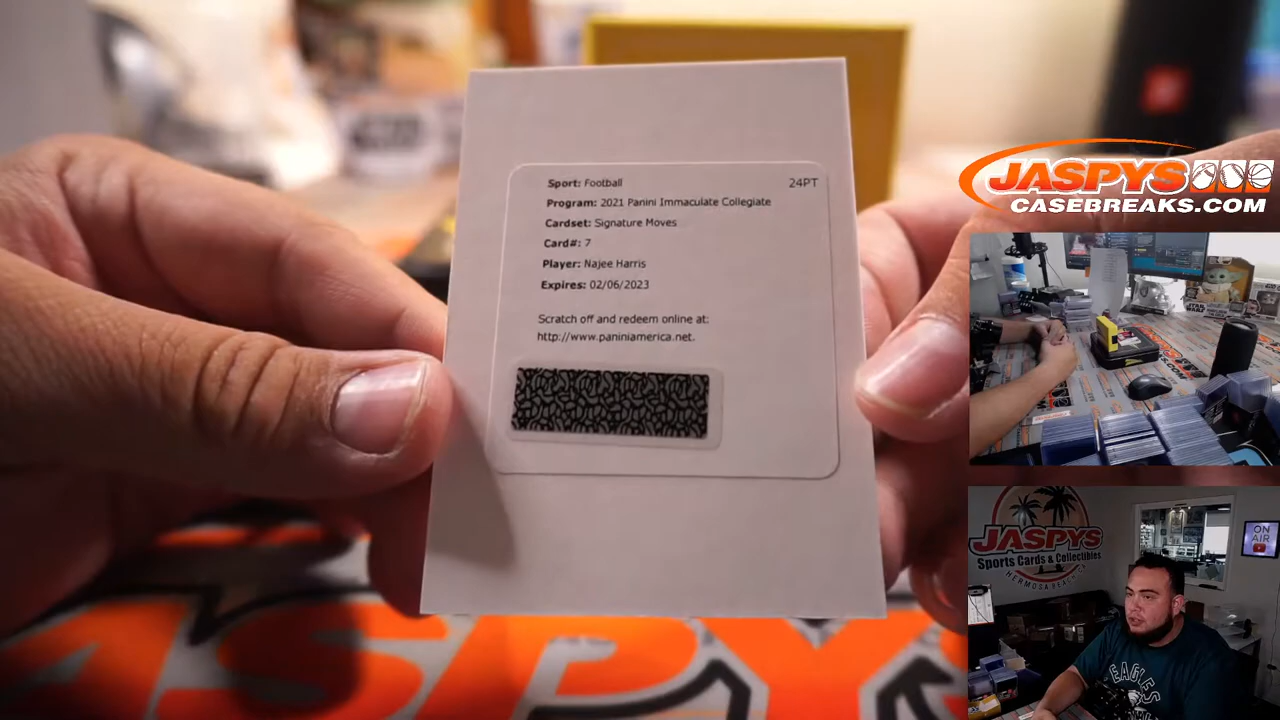 Sport: Football
24PT
Program: 2021 Panini Immaculate Collegiate
Cardset: Signature Moves
Card#: 7
Player: Najee Harris
Expires: 02/06/2023
Scratch off and redeem online at:
http://www.paniniamerica.net.
JASPYS
CASEBREAKS.COM
JASPYS
Sports Cards & Collectibles
HERMOSA BEACH
ON
AIR
EAGLES